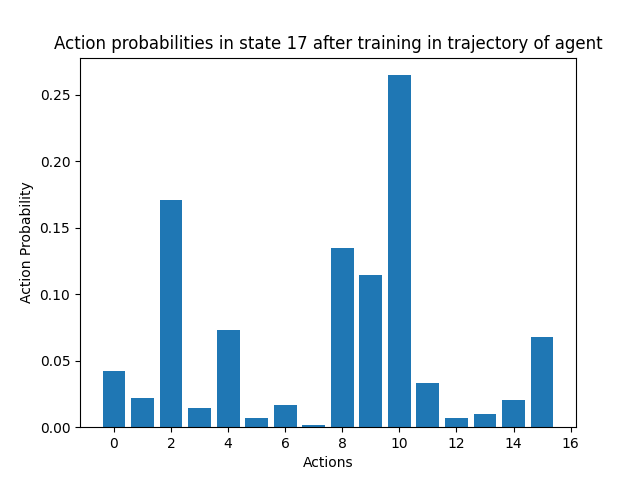 Action probabilities in state 17 after training in trajectory of agent
0.25
0.20
0.15
0.10
0.05
0.00
Action Probability
0 2 4 6 8 10 12 14 16
Actions